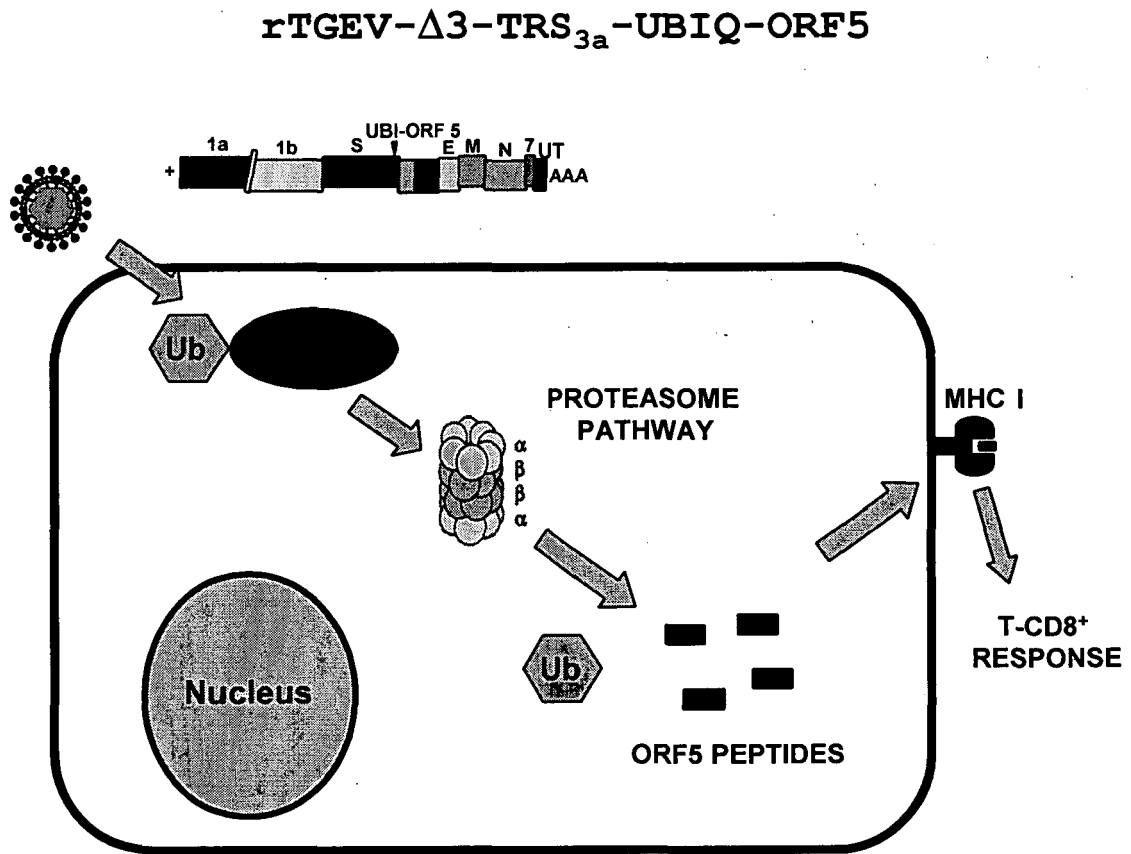 rTGEV-Δ3-TRS3a-UBIQ-ORF5
UBI-ORF 5
1a 1b S E M N 7 UT
+ AAA
Ub
PROTEASOME
PATHWAY
MHC I
α
β
β
α
T-CD8+
RESPONSE
Ub
Nucleus
ORF5 PEPTIDES